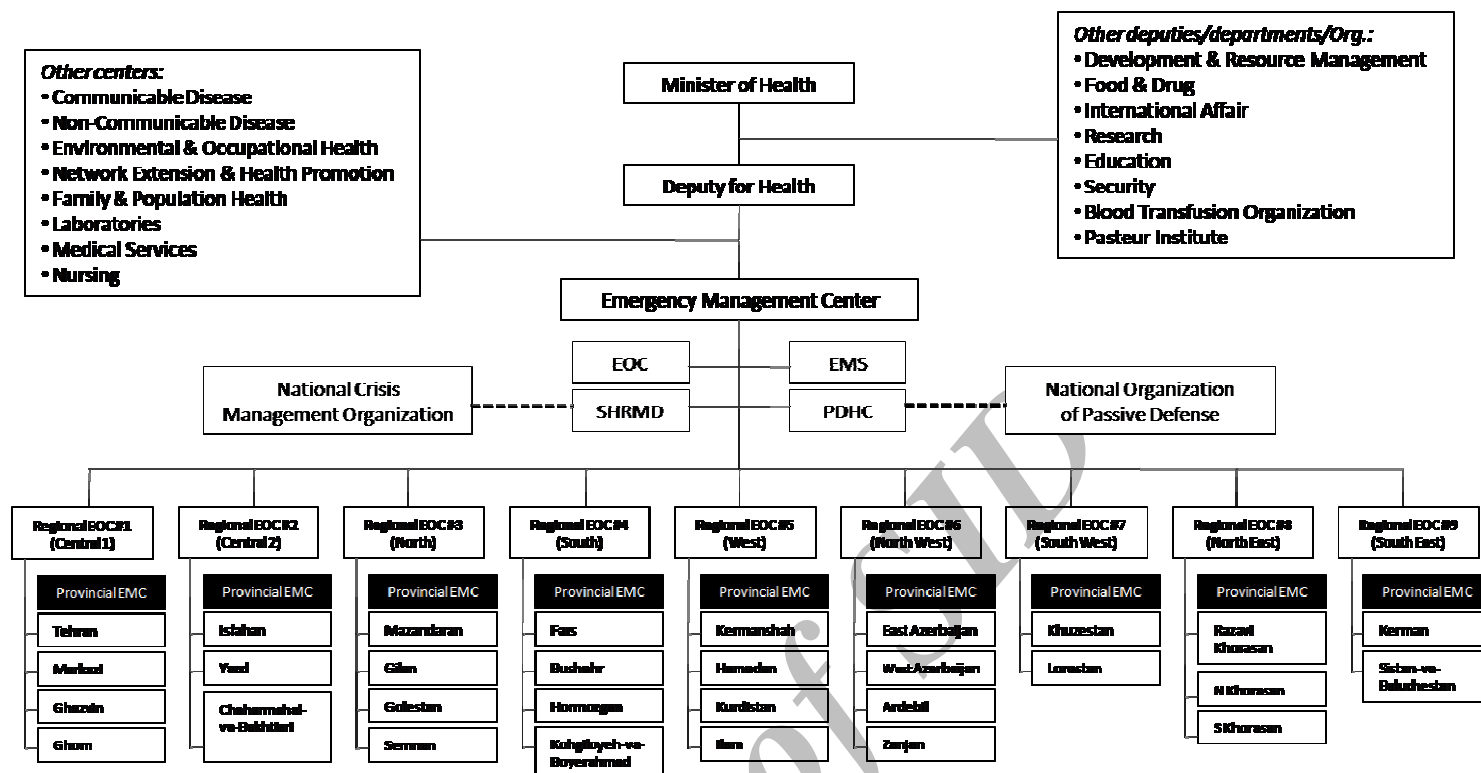 Other centers:
• Communicable Disease
• Non-Communicable Disease
• Environmental & Occupational Health
• Network Extension & Health Promotion
• Family & Population Health
• Laboratories
• Medical Services
• Nursing
Minister of Health
Deputy for Health
Other deputies/departments/Org.:
• Development & Resource Management
• Food & Drug
• International Affair
• Research
• Education
• Security
• Blood Transfusion Organization
• Pasteur Institute
Emergency Management Center
EOC
EMS
National Crisis
Management Organization
SHRMD
PDHC
National Organization
of Passive Defense
Regional EOC#1
(Central 1)
Provincial EMC
Tehran
Markazi
Ghazvin
Ghom
Regional EOC#2
(Central 2)
Provincial EMC
Isfahan
Yazd
Chaharmahal-
va-Bakhtiari
Regional EOC#3
(North)
Provincial EMC
Mazandaran
Gilan
Golestan
Semnan
Regional EOC#4
(South)
Provincial EMC
Fars
Bushehr
Hormozgan
Kohgiluyeh-va-
Boyerahmad
Regional EOC#5
(West)
Provincial EMC
Kermanshah
Hamedan
Kurdistan
Ilam
Regional EOC#6
(North West)
Provincial EMC
East Azerbaijan
West Azerbaijan
Ardebil
Zanjan
Regional EOC#7
(South West)
Provincial EMC
Khuzestan
Lorestan
Regional EOC#8
(North East)
Provincial EMC
Razavi
Khorasan
N Khorasan
S Khorasan
Regional EOC#9
(South East)
Provincial EMC
Kerman
Sistan-va-
Baluchestan
of SID